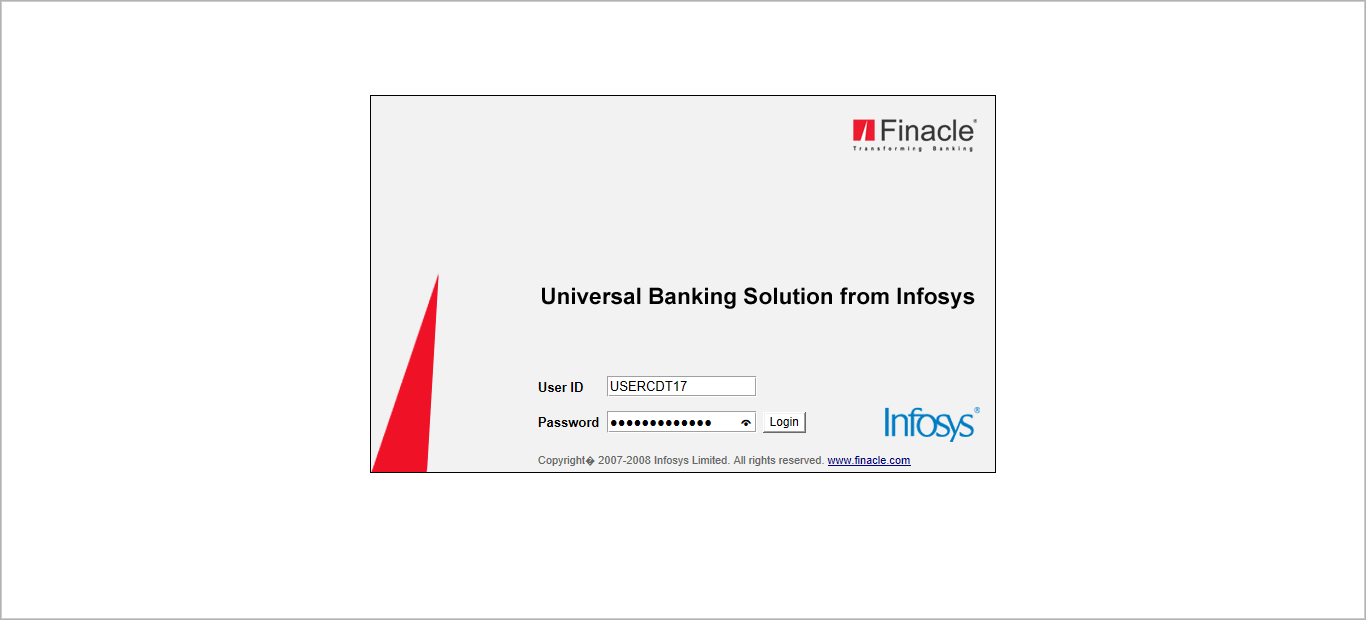 Finacle®
Transforming Banking
Universal Banking Solution from Infosys
User ID USERCDT17
Password ●●●●●●●●●●●●● Login
Infosys®
Copyright� 2007-2008 Infosys Limited. All rights reserved. www.finacle.com